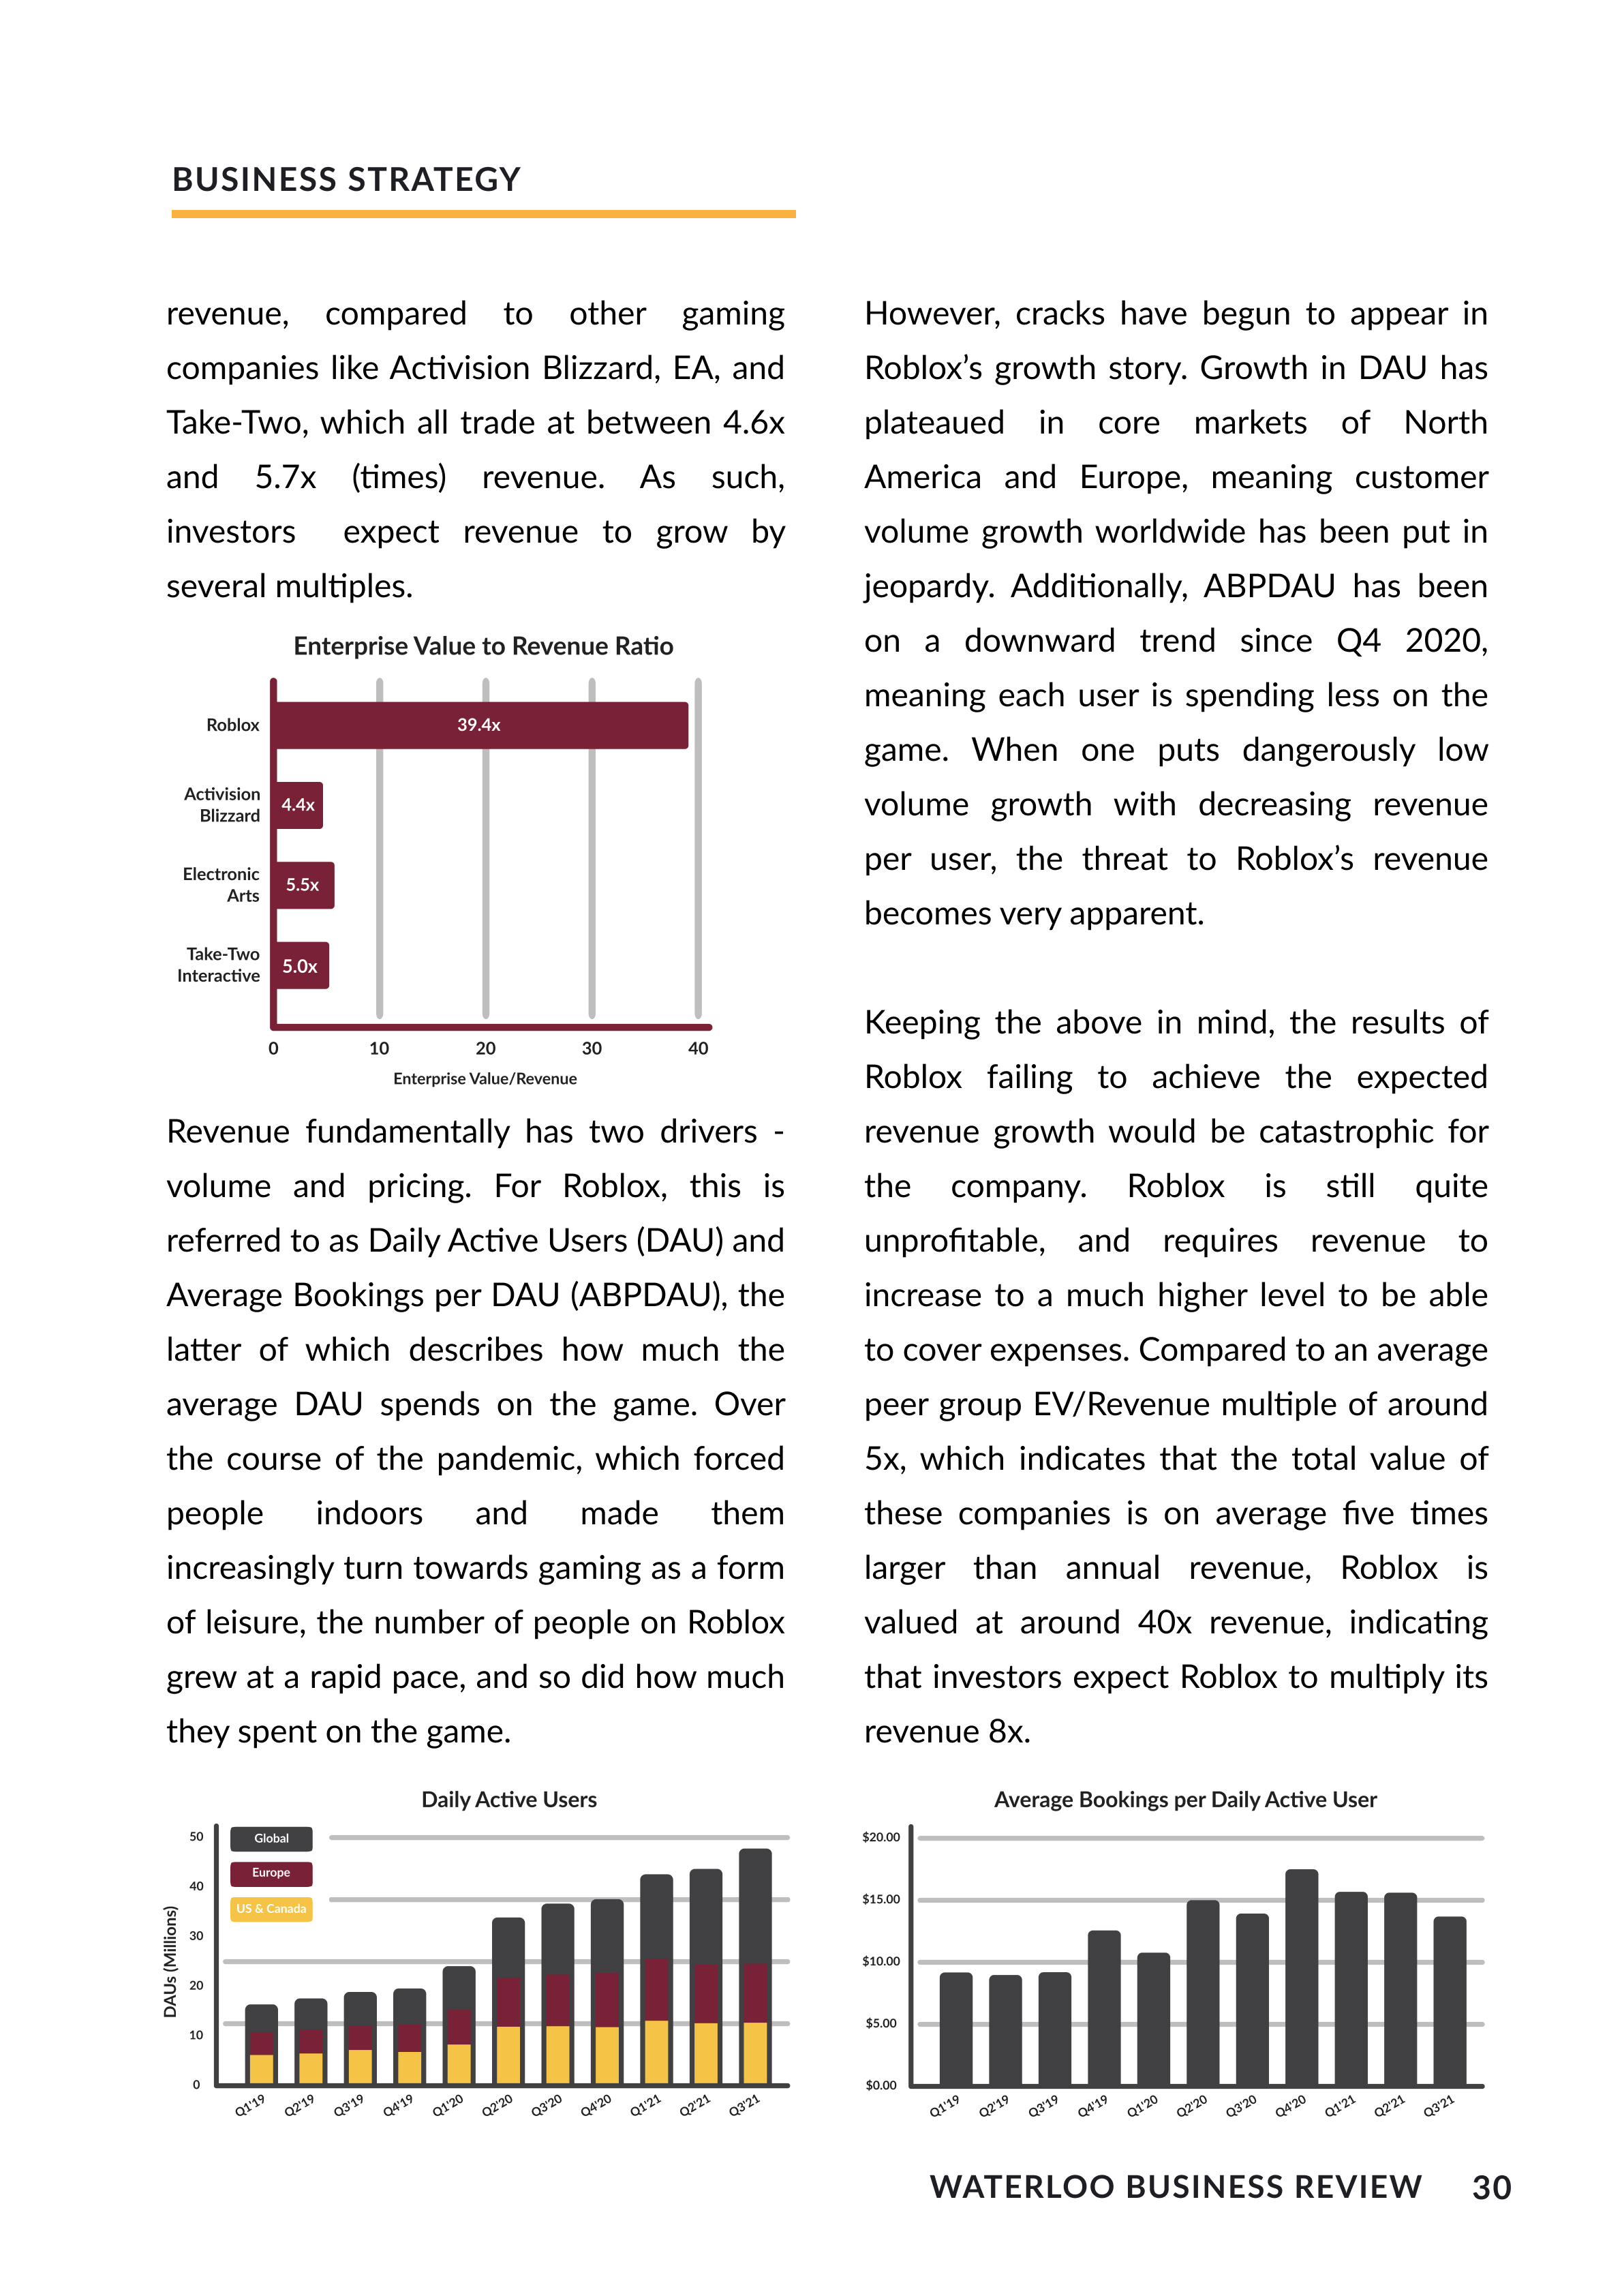 BUSINESS STRATEGY
revenue, compared to other gaming
companies like Activision Blizzard, EA, and
Take-Two, which all trade at between 4.6x
and 5.7x (times) revenue. As such,
investors expect revenue to grow by
several multiples.
Enterprise Value to Revenue Ratio
Roblox
39.4x
Activision
Blizzard
4.4x
Electronic
Arts
5.5x
Take-Two
Interactive
5.0x
0 10 20 30 40
Enterprise Value/Revenue
Revenue fundamentally has two drivers -
volume and pricing. For Roblox, this is
referred to as Daily Active Users (DAU) and
Average Bookings per DAU (ABPDAU), the
latter of which describes how much the
average DAU spends on the game. Over
the course of the pandemic, which forced
people indoors and made them
increasingly turn towards gaming as a form
of leisure, the number of people on Roblox
grew at a rapid pace, and so did how much
they spent on the game.
However, cracks have begun to appear in
Roblox’s growth story. Growth in DAU has
plateaued in core markets of North
America and Europe, meaning customer
volume growth worldwide has been put in
jeopardy. Additionally, ABPDAU has been
on a downward trend since Q4 2020,
meaning each user is spending less on the
game. When one puts dangerously low
volume growth with decreasing revenue
per user, the threat to Roblox’s revenue
becomes very apparent.
Keeping the above in mind, the results of
Roblox failing to achieve the expected
revenue growth would be catastrophic for
the company. Roblox is still quite
unprofitable, and requires revenue to
increase to a much higher level to be able
to cover expenses. Compared to an average
peer group EV/Revenue multiple of around
5x, which indicates that the total value of
these companies is on average five times
larger than annual revenue, Roblox is
valued at around 40x revenue, indicating
that investors expect Roblox to multiply its
revenue 8x.
Daily Active Users
Global
Europe
US & Canada
DAUs (Millions)
50
40
30
20
10
0
Q1'19 Q2'19 Q3'19 Q4'19 Q1'20 Q2'20 Q3'20 Q4'20 Q1'21 Q2'21 Q3'21
Average Bookings per Daily Active User
$20.00
$15.00
$10.00
$5.00
$0.00
Q1'19 Q2'19 Q3'19 Q4'19 Q1'20 Q2'20 Q3'20 Q4'20 Q1'21 Q2'21 Q3'21
WATERLOO BUSINESS REVIEW 30